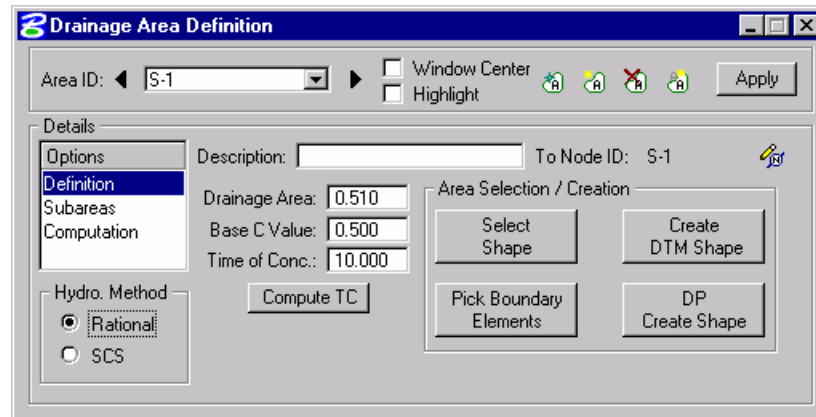 Drainage Area Definition
Area ID: S-1
Window Center
Highlight
Apply
Details
Options
Definition
Subareas
Computation
Description:
To Node ID: S-1
Drainage Area: 0.510
Base C Value: 0.500
Time of Conc.: 10.000
Compute TC
Area Selection / Creation
Select
Shape
Create
DTM Shape
Pick Boundary
Elements
DP
Create Shape
Hydro. Method
Rational
SCS